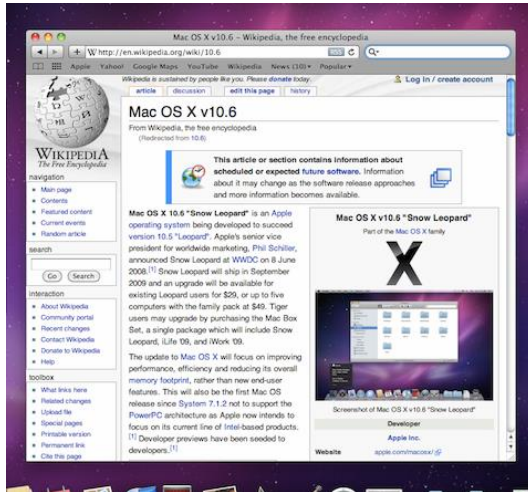 Mac OS X v10.6 - Wikipedia, the free encyclopedia
W http://en.wikipedia.org/wiki/10.6 RSS
Apple Yahoo! Google Maps YouTube Wikipedia News (10) Popular
Wikipedia is sustained by people like you. Please donate today.
Log in / create account
article discussion edit this page history
Mac OS X v10.6
From Wikipedia, the free encyclopedia
(Redirected from 10.6)
This article or section contains information about
scheduled or expected future software. Information
about it may change as the software release approaches
and more information becomes available.
WIKIPEDIA
The Free Encyclopedia
navigation
Main page
Contents
Featured content
Current events
Random article
search
Go Search
interaction
About Wikipedia
Community portal
Recent changes
Contact Wikipedia
Donate to Wikipedia
Help
toolbox
What links here
Related changes
Upload file
Special pages
Printable version
Permanent link
Cite this page
Mac OS X 10.6 "Snow Leopard" is an Apple
operating system being developed to succeed
version 10.5 "Leopard". Apple's senior vice
president for worldwide marketing, Phil Schiller,
announced Snow Leopard at WWDC on 8 June
2008.[1] Snow Leopard will ship in September
2009 and an upgrade will be available for
existing Leopard users for $29, or up to five
computers with the family pack at $49. Tiger
users may upgrade by purchasing the Mac Box
Set, a single package which will include Snow
Leopard, iLife '09, and iWork '09.
The update to Mac OS X will focus on improving
performance, efficiency and reducing its overall
memory footprint, rather than new end-user
features. This will also be the first Mac OS
release since System 7.1.2 not to support the
PowerPC architecture as Apple now intends to
focus on its current line of Intel-based products.
[1] Developer previews have been seeded to
developers.[1]
Mac OS X v10.6 "Snow Leopard"
Part of the Mac OS X family
X
Screenshot of Mac OS X v10.6 "Snow Leopard"
Developer
Apple Inc.
Website apple.com/macosx/